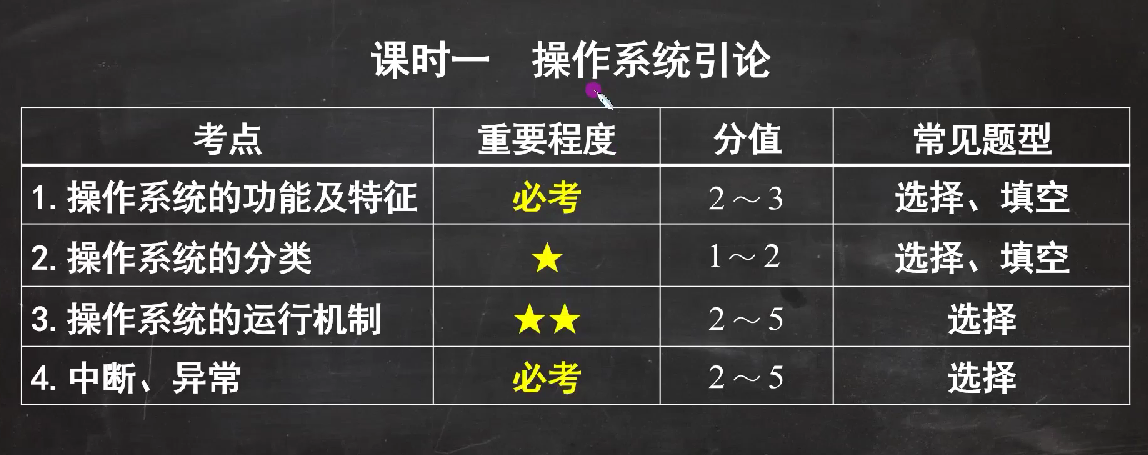 课时一 操作系统引论
考点 重要程度 分值 常见题型
1. 操作系统的功能及特征 必考 2～3 选择、填空
2. 操作系统的分类 ★ 1～2 选择、填空
3. 操作系统的运行机制 ★★ 2～5 选择
4. 中断、异常 必考 2～5 选择